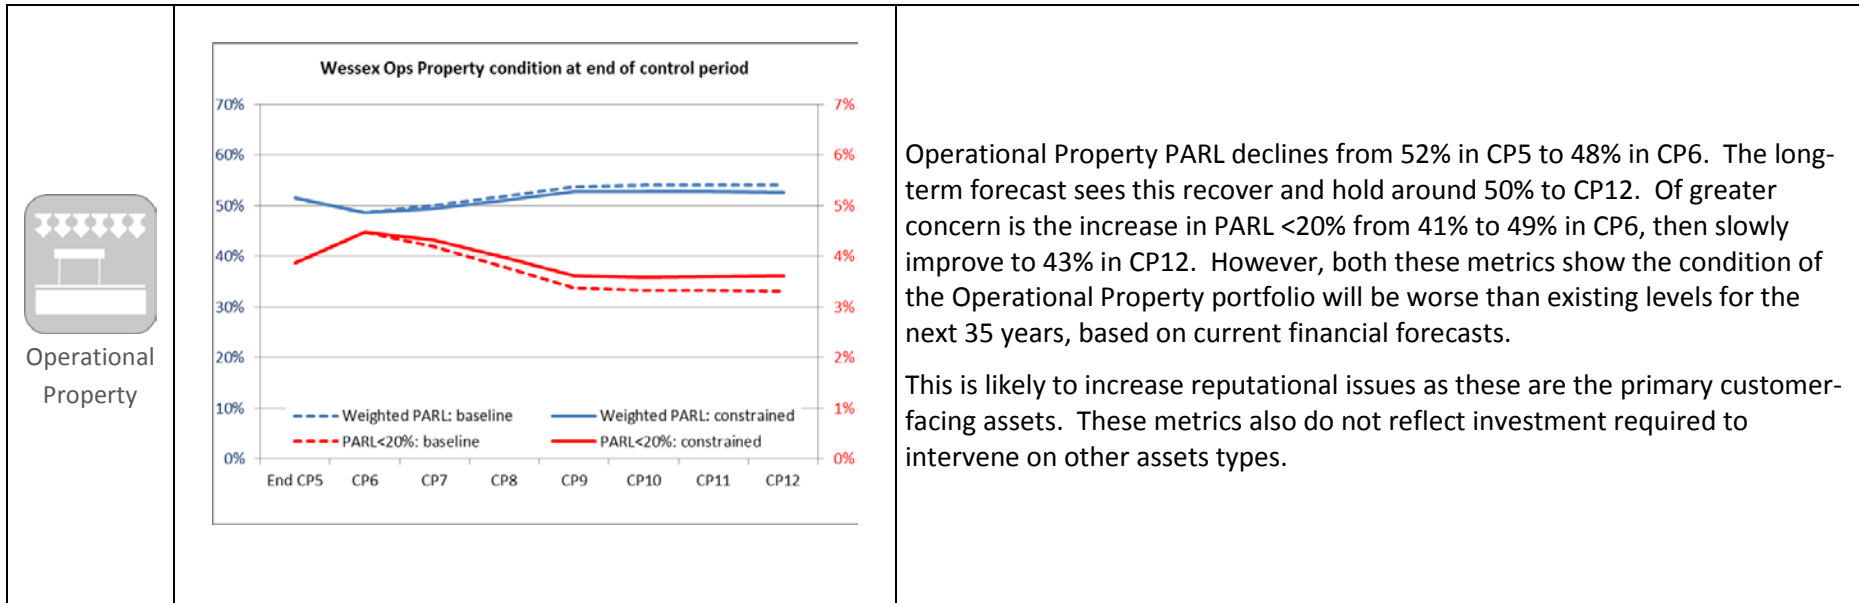 Operational
Property
Wessex Ops Property condition at end of control period
70%
60%
50%
40%
30%
20%
10%
0%
7%
6%
5%
4%
3%
2%
1%
0%
Weighted PARL: baseline
Weighted PARL: constrained
PARL<20%: baseline
PARL<20%: constrained
End CP5 CP6 CP7 CP8 CP9 CP10 CP11 CP12
Operational Property PARL declines from 52% in CP5 to 48% in CP6. The long-
term forecast sees this recover and hold around 50% to CP12. Of greater
concern is the increase in PARL <20% from 41% to 49% in CP6, then slowly
improve to 43% in CP12. However, both these metrics show the condition of
the Operational Property portfolio will be worse than existing levels for the
next 35 years, based on current financial forecasts.
This is likely to increase reputational issues as these are the primary customer-
facing assets. These metrics also do not reflect investment required to
intervene on other assets types.